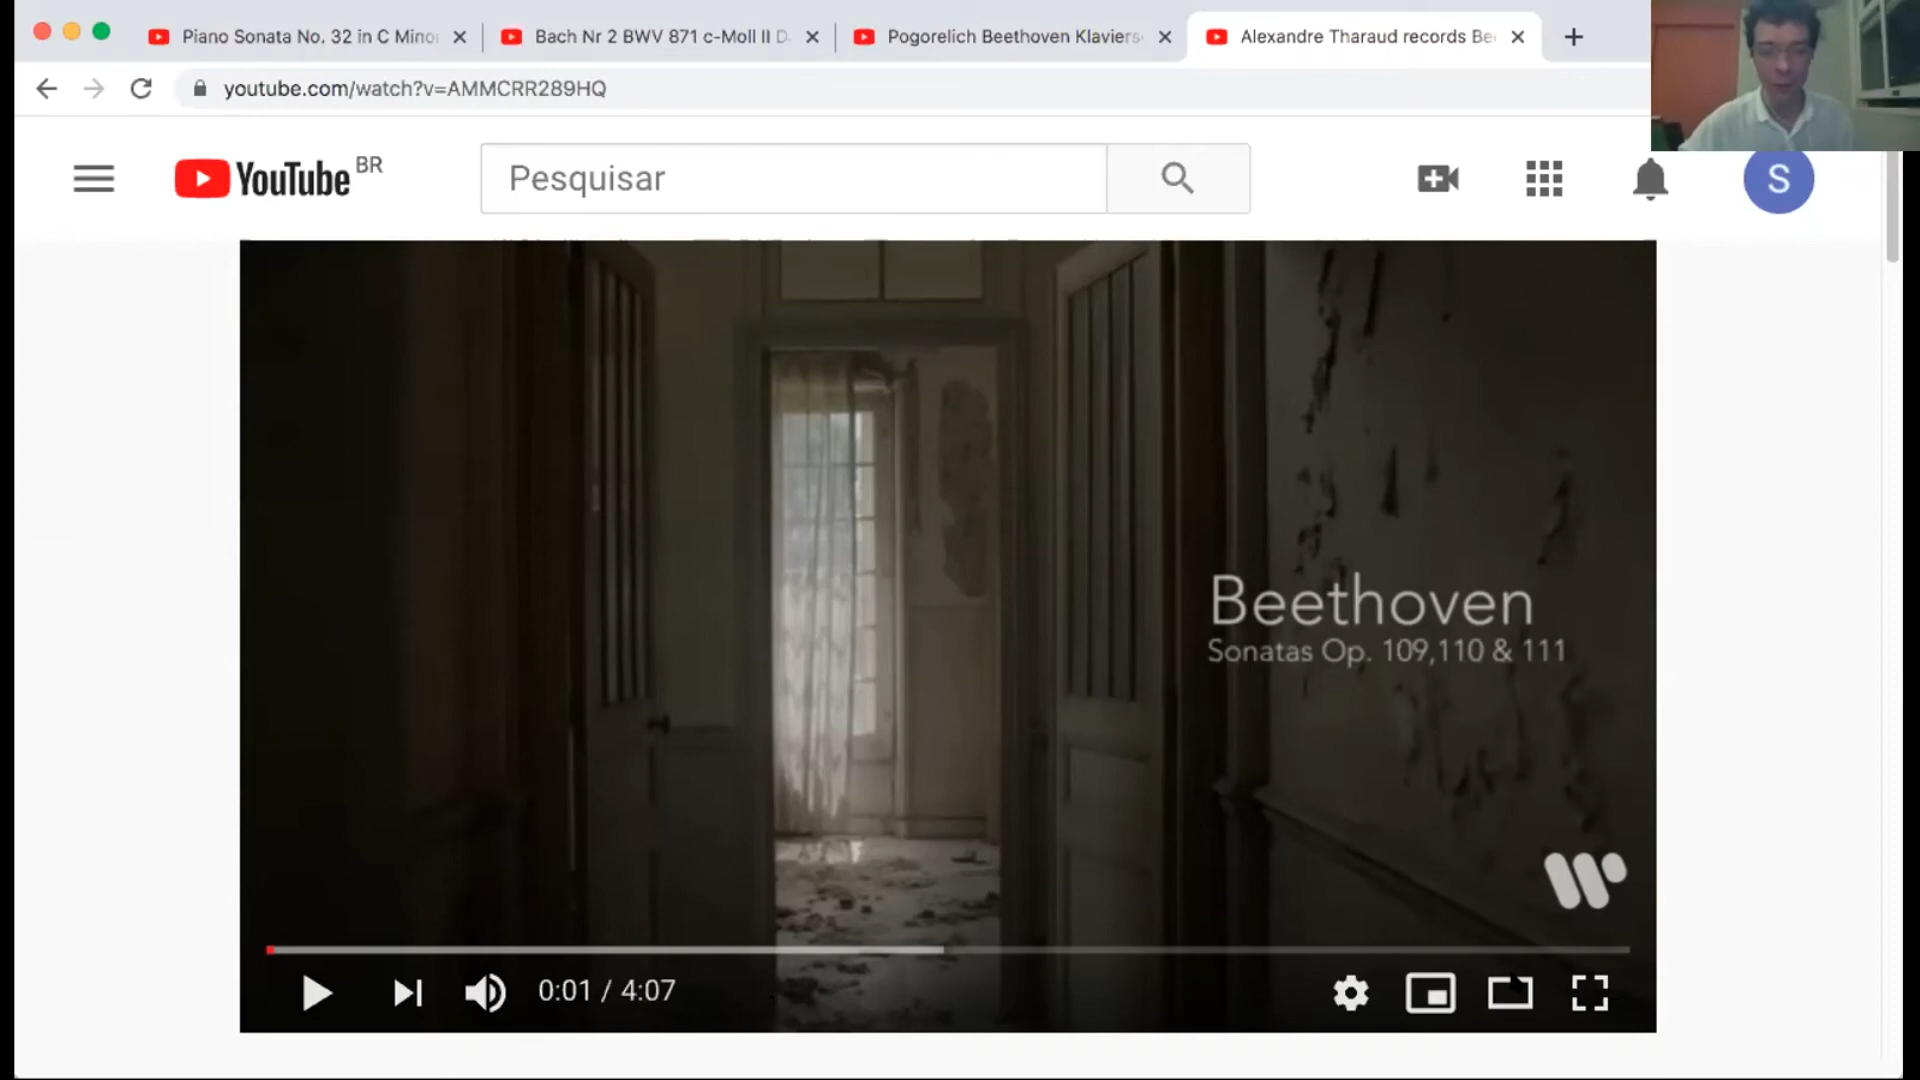 Piano Sonata No. 32 in C Minor
Bach Nr 2 BWV 871 c-Moll II D
Pogorelich Beethoven Klaviers
Alexandre Tharaud records Be
youtube.com/watch?v=AMMCRR289HQ
YouTube BR
Pesquisar
S
Beethoven
Sonatas Op. 109,110 & 111
0:01 / 4:07